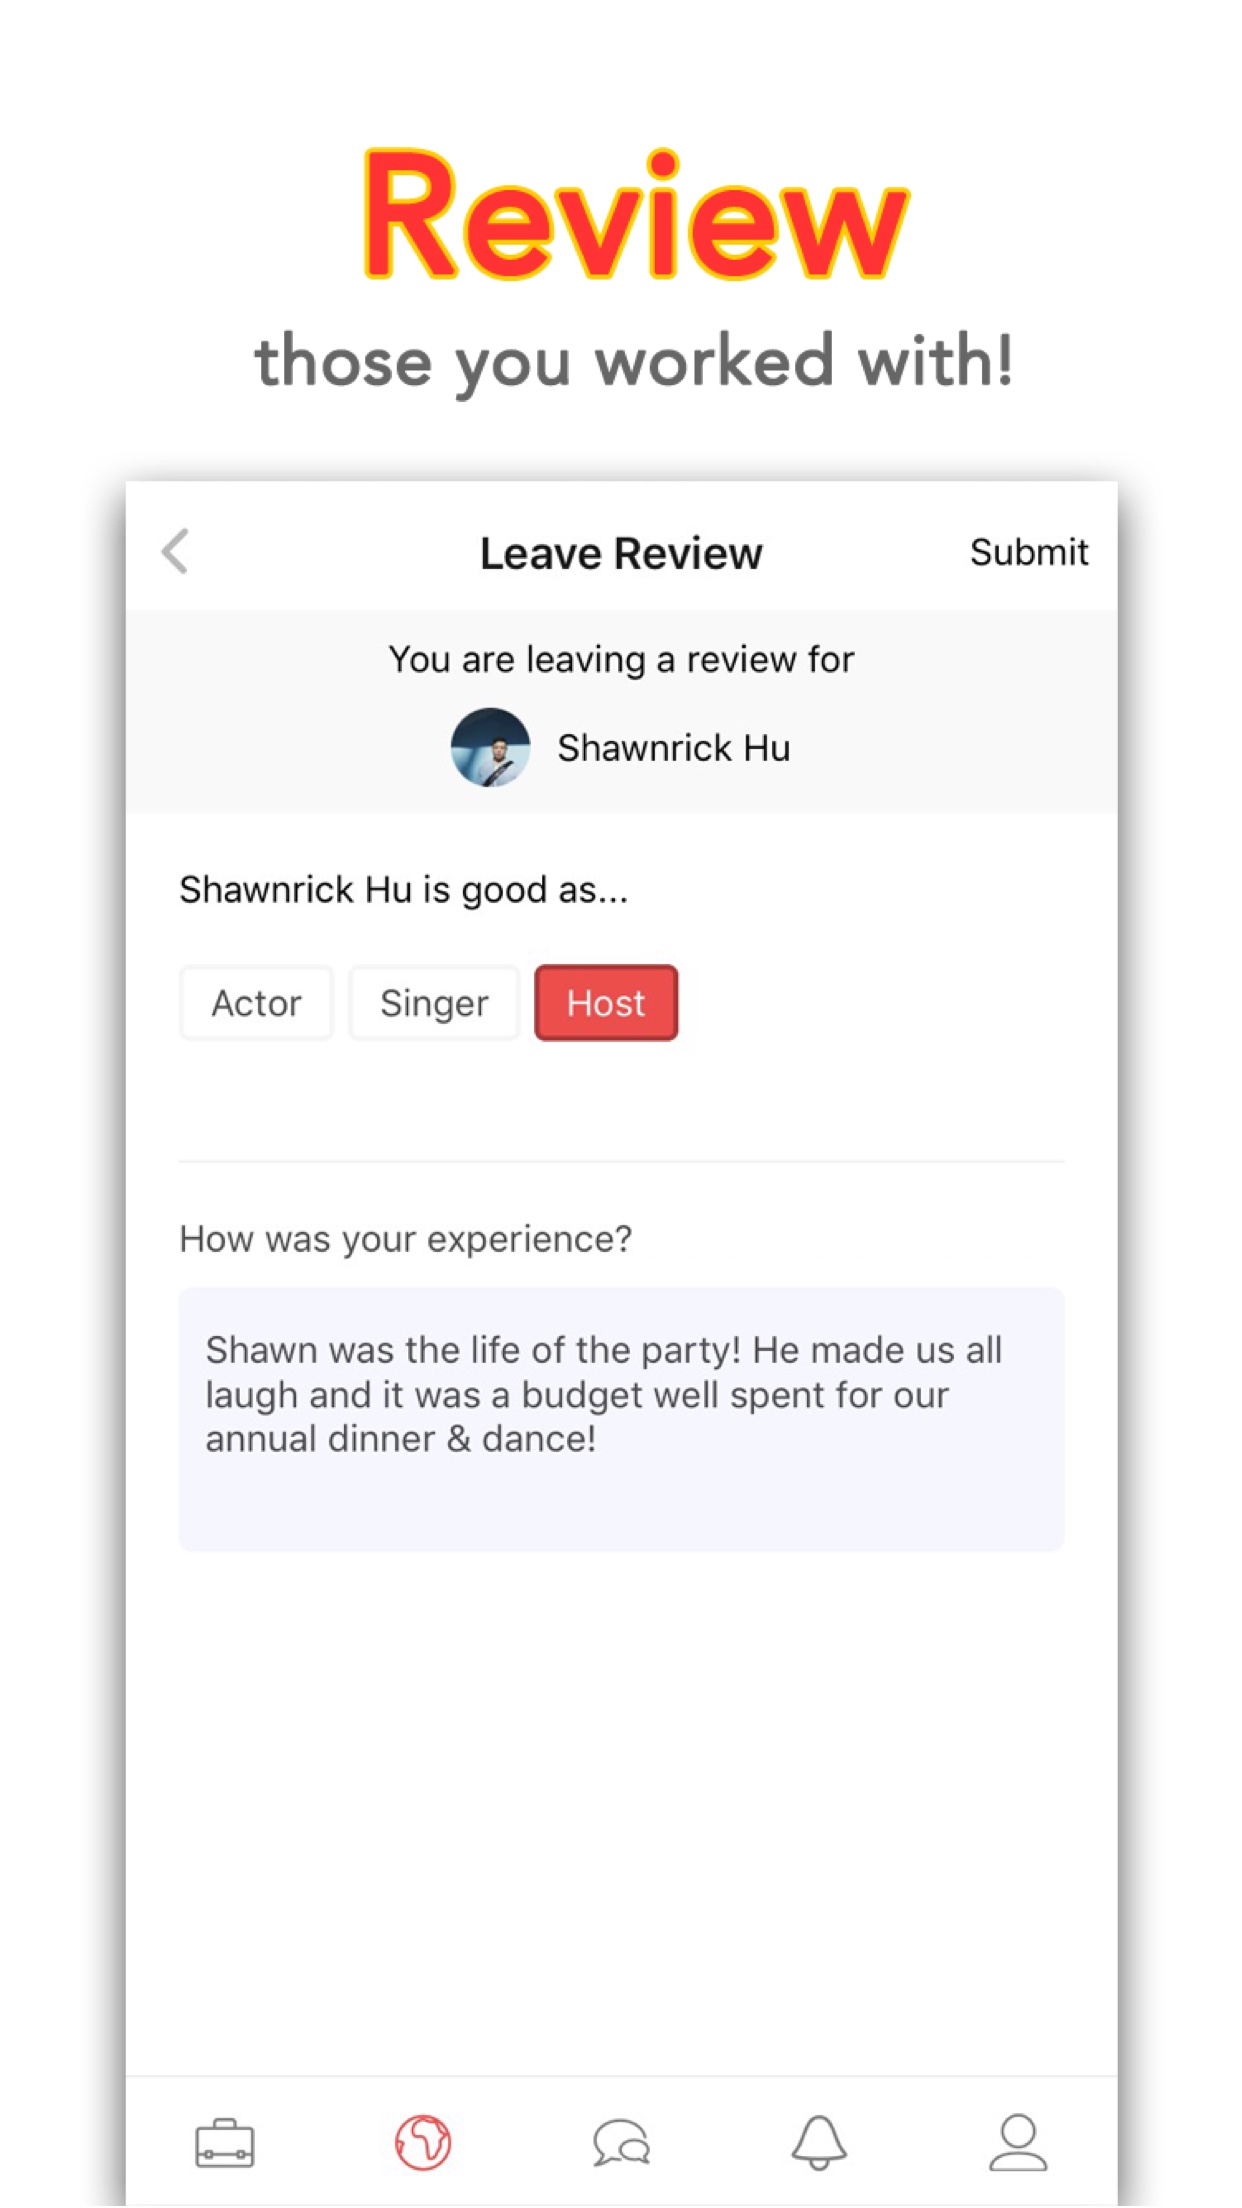 Review
those you worked with!
Leave Review
Submit
You are leaving a review for
Shawnrick Hu
Shawnrick Hu is good as...
Actor
Singer
Host
How was your experience?
Shawn was the life of the party! He made us all
laugh and it was a budget well spent for our
annual dinner & dance!